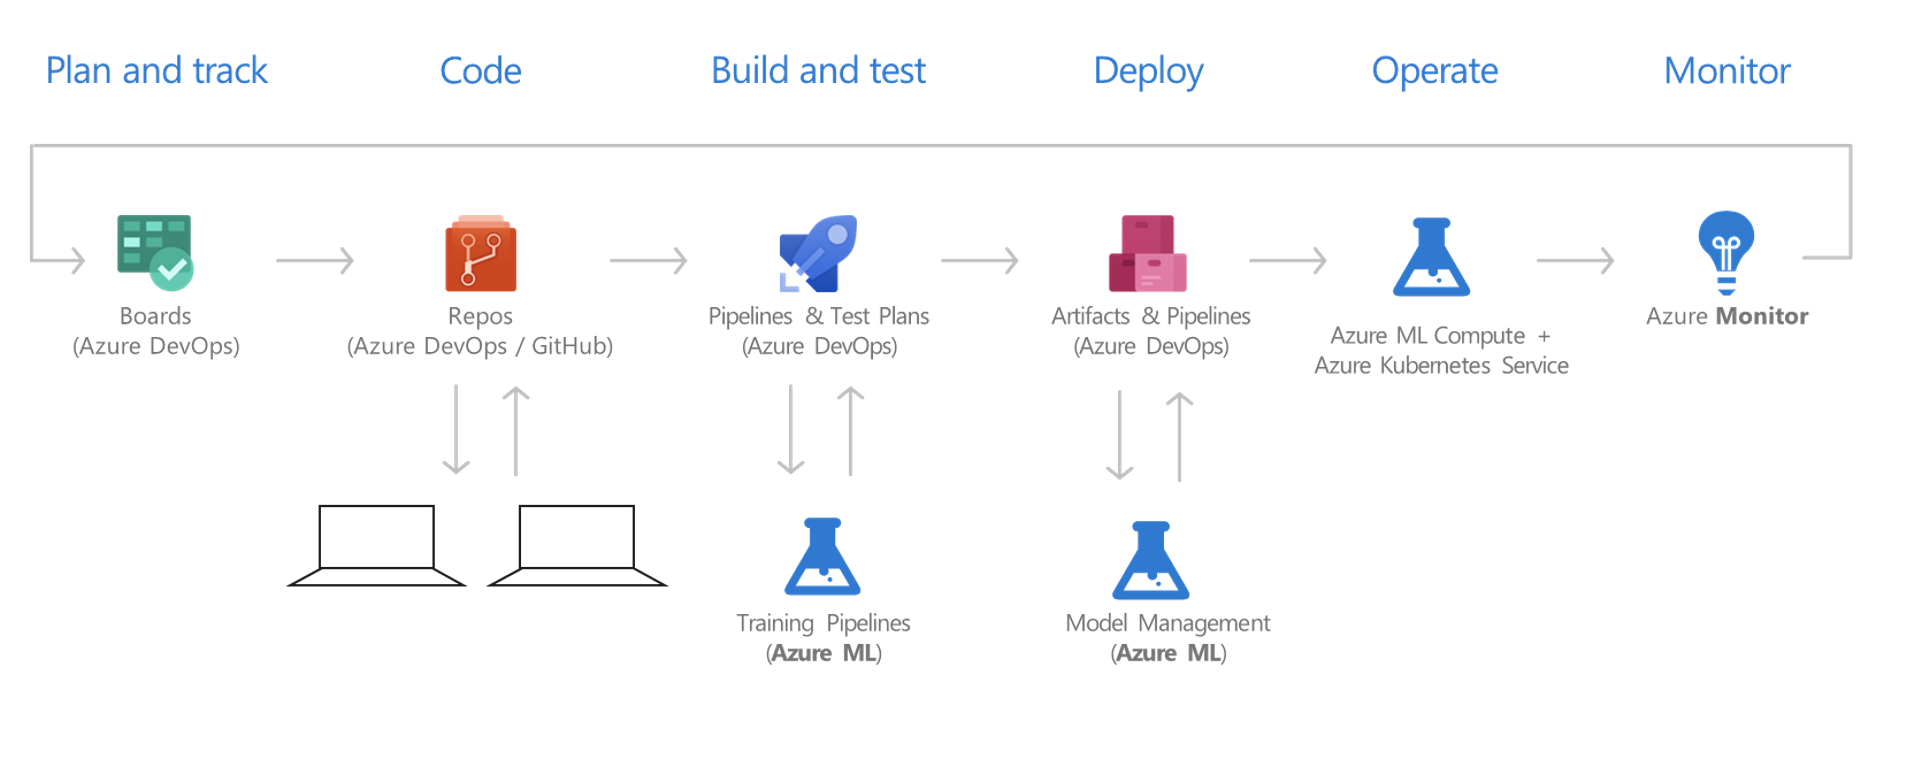 Plan and track
Code
Build and test
Deploy
Operate
Monitor
Boards
(Azure DevOps)
Repos
(Azure DevOps / GitHub)
Pipelines & Test Plans
(Azure DevOps)
Artifacts & Pipelines
(Azure DevOps)
Azure ML Compute +
Azure Kubernetes Service
Azure Monitor
Training Pipelines
(Azure ML)
Model Management
(Azure ML)